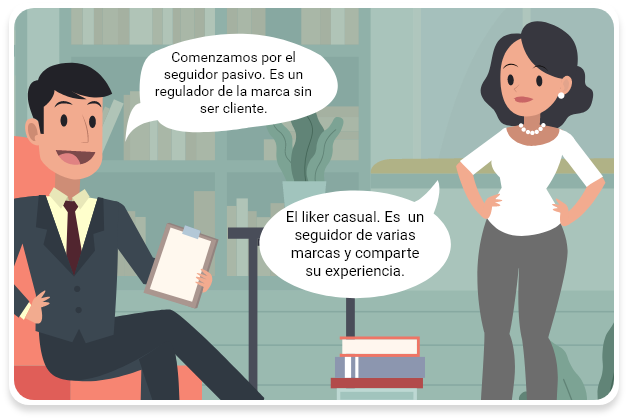 Comenzamos por el
seguidor pasivo. Es un
regulador de la marca sin
ser cliente.
El liker casual. Es un
seguidor de varias
marcas y comparte
su experiencia.